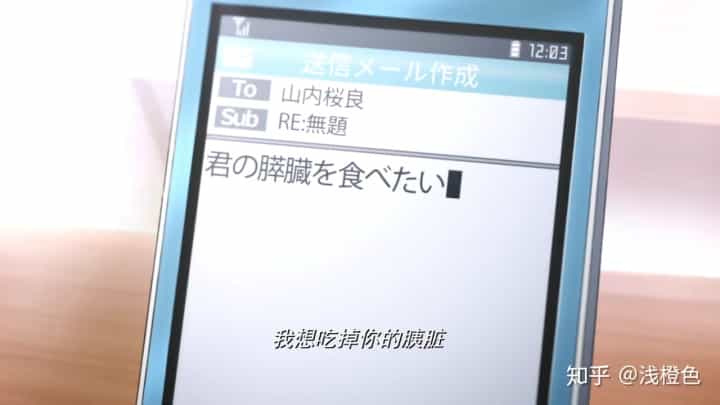 12:03
送信メール作成
To 山内桜良
Sub RE:無題
君の膵臓を食べたい
我想吃掉你的胰脏
知乎 @浅橙色